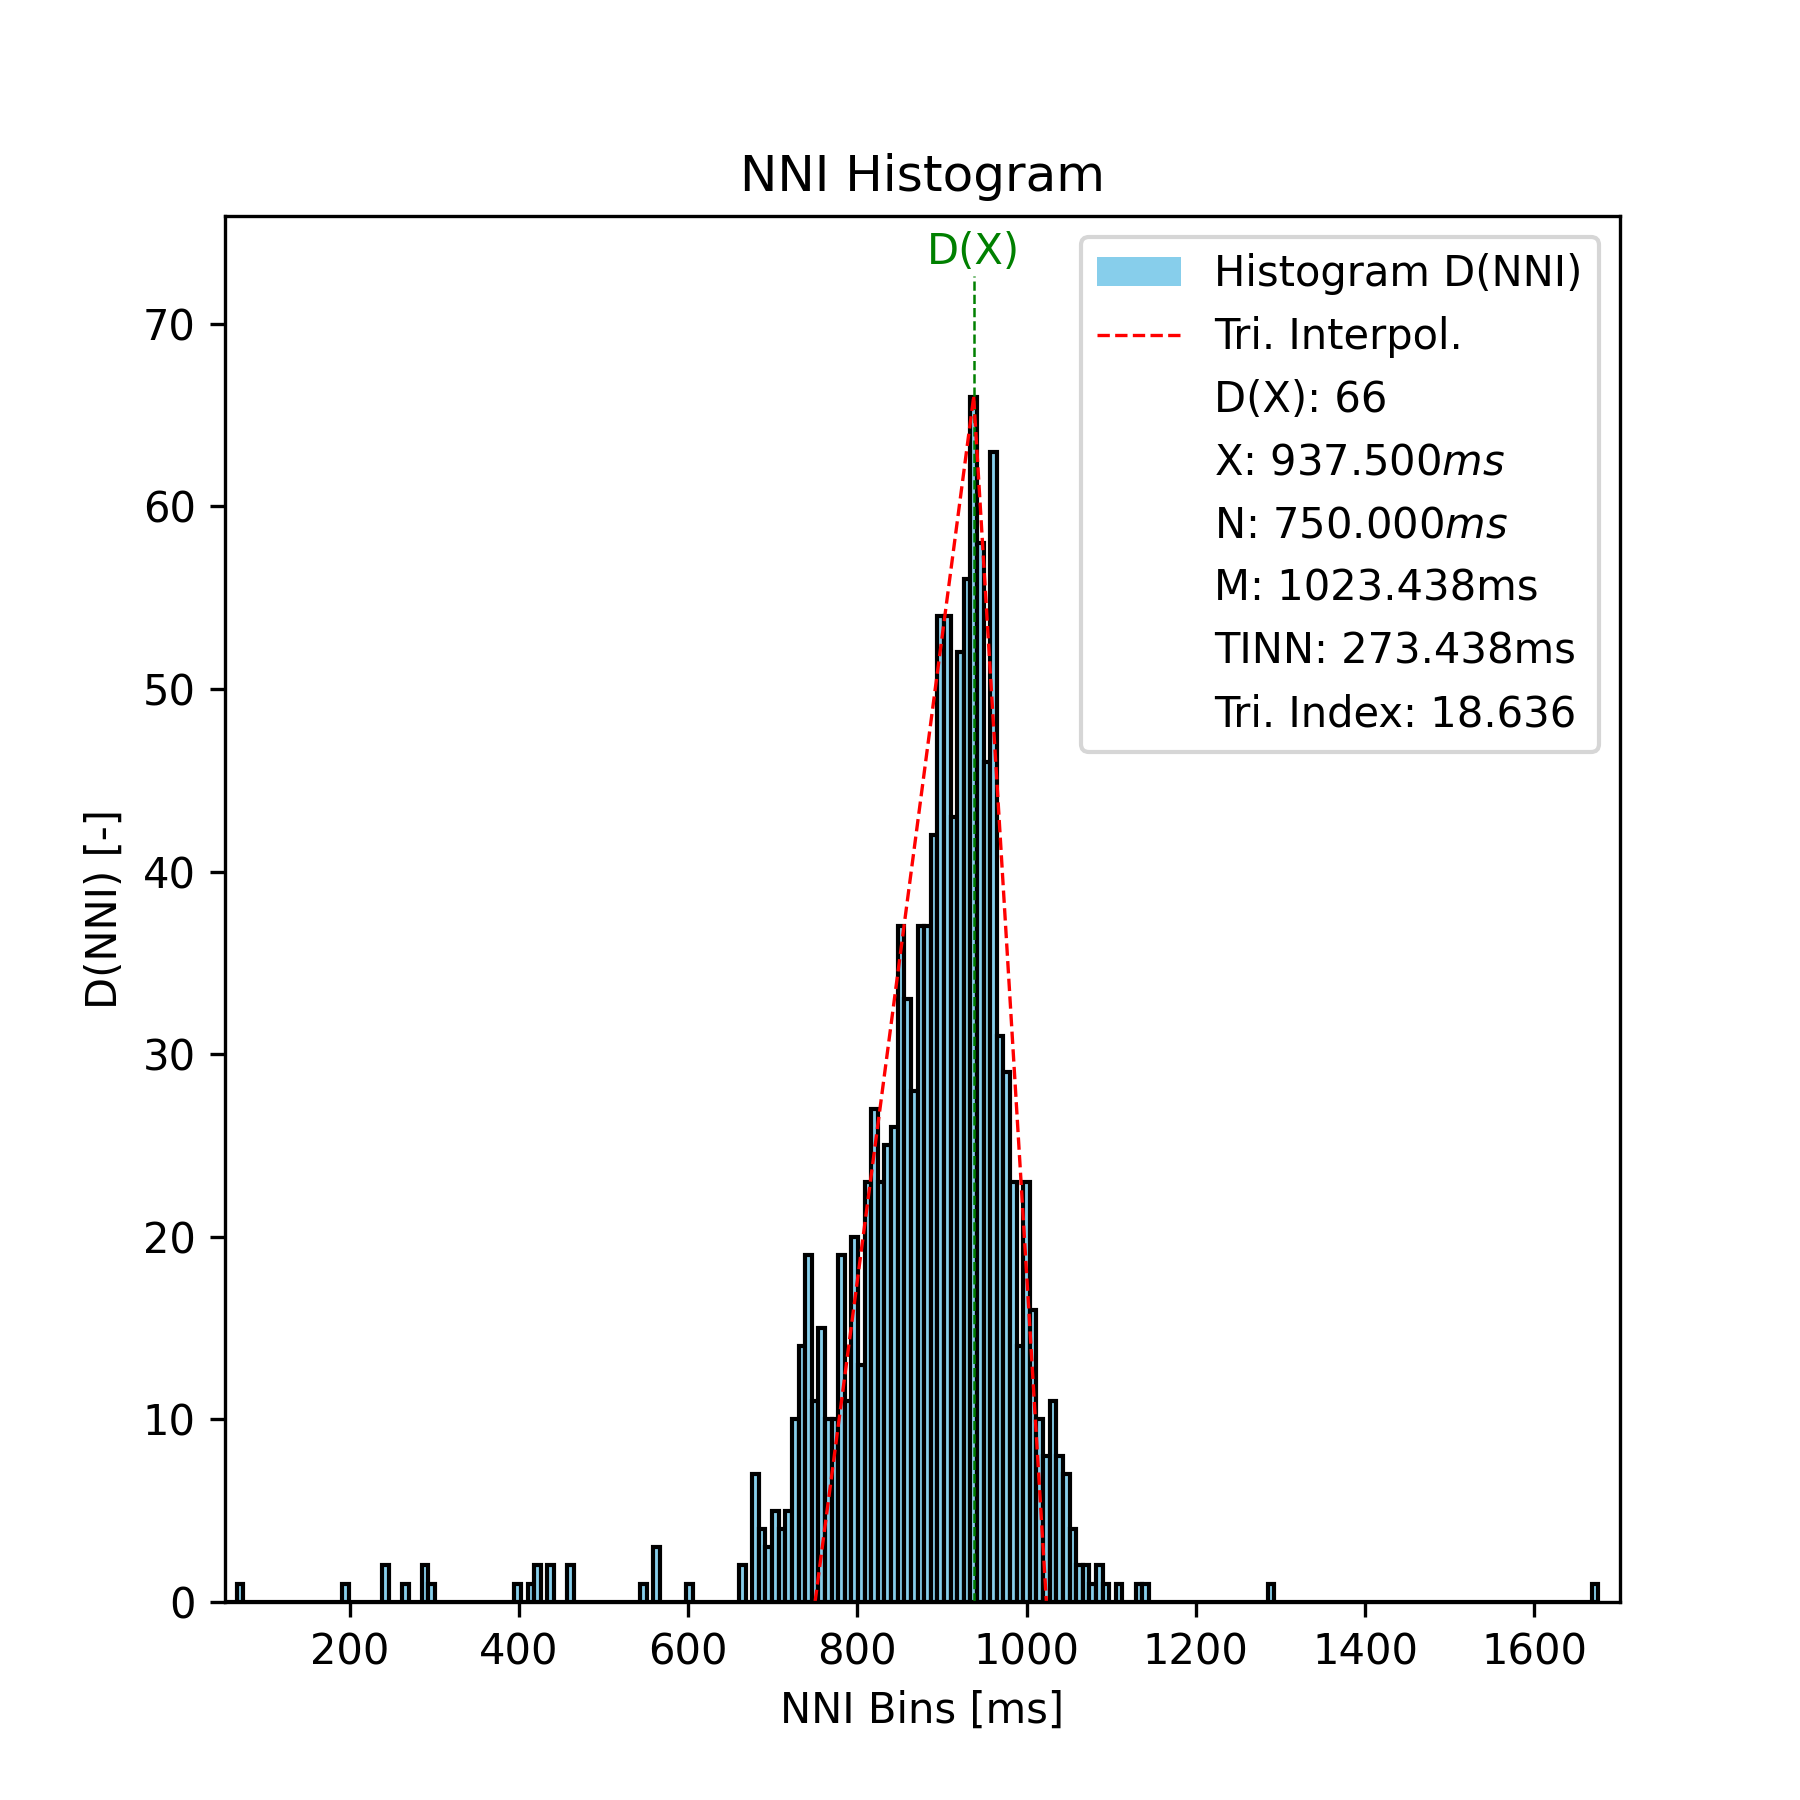 NNI Histogram
D(X)
Histogram D(NNI)
Tri. Interpol.
D(X): 66
X: 937.500ms
N: 750.000ms
M: 1023.438ms
TINN: 273.438ms
Tri. Index: 18.636
D(NNI) [-]
70
60
50
40
30
20
10
0
200 400 600 800 1000 1200 1400 1600
NNI Bins [ms]